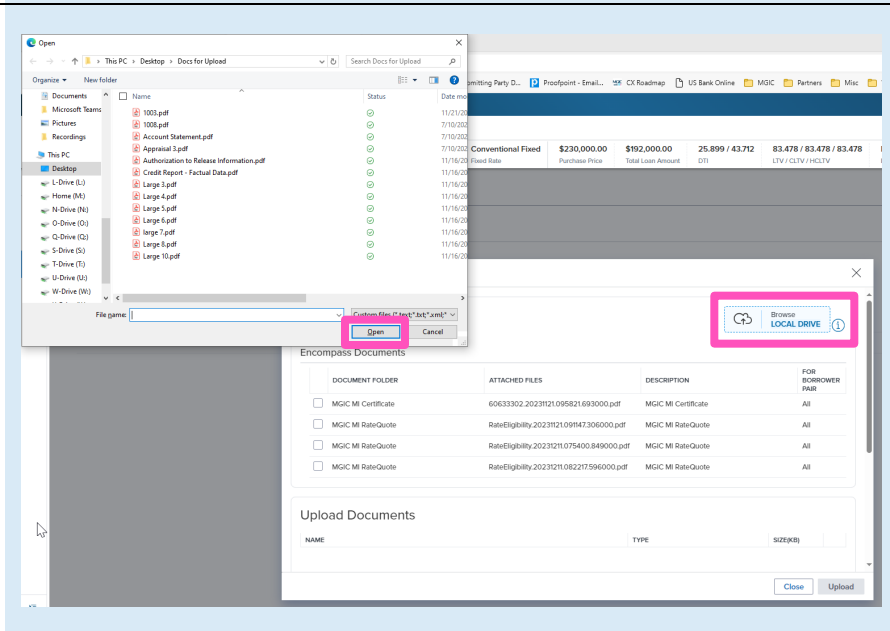 Open
This PC > Desktop > Docs for Upload
Search Docs for Upload
Organize
New folder
Documents
Microsoft Teams
Pictures
Recordings
This PC
Desktop
L-Drive (L:)
Home (M:)
N-Drive (N:)
O-Drive (O:)
Q-Drive (Q:)
S-Drive (S:)
T-Drive (T:)
U-Drive (U:)
W-Drive (W:)
Name Status Date mo
1003.pdf 11/21/20
1008.pdf 7/10/202
Account Statement.pdf 7/10/202
Appraisal 3.pdf 7/10/202
Authorization to Release Information.pdf 11/16/20
Credit Report - Factual Data.pdf 11/16/20
Large 3.pdf 11/16/20
Large 4.pdf 11/16/20
Large 5.pdf 11/16/20
Large 6.pdf 11/16/20
large 7.pdf 11/16/20
Large 8.pdf 11/16/20
Large 10.pdf 11/16/20
File name:
Custom files (*.text;*.txt;*.xml;*
Open Cancel
mitting Party D... Proofpoint - Email... CX Roadmap US Bank Online MGIC Partners Misc
Conventional Fixed $230,000.00 $192,000.00 25.899 / 43.712 83.478 / 83.478 / 83.478
Fixed Rate Purchase Price Total Loan Amount DTI LTV / CLTV / HCLTV
Browse
LOCAL DRIVE
Encompass Documents
DOCUMENT FOLDER ATTACHED FILES DESCRIPTION FOR BORROWER PAIR
MGIC MI Certificate 60633302.20231121.095821.693000.pdf MGIC MI Certificate All
MGIC MI RateQuote RateEligibility.20231121.091147.306000.pdf MGIC MI RateQuote All
MGIC MI RateQuote RateEligibility.20231211.075400.849000.pdf MGIC MI RateQuote All
MGIC MI RateQuote RateEligibility.20231211.082217.596000.pdf MGIC MI RateQuote All
Upload Documents
NAME TYPE SIZE(KB)
Close Upload